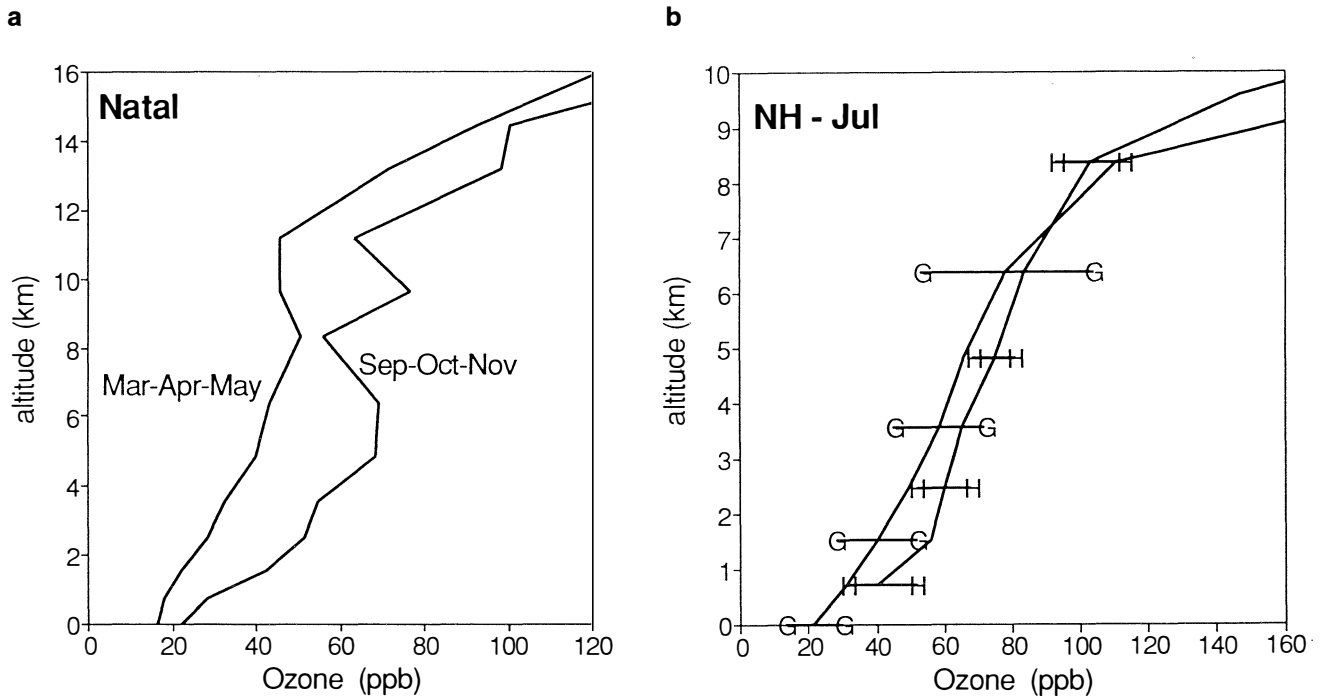 a
b
16
14
12
10
8
6
4
2
0
altitude (km)
Natal
Mar-Apr-May
Sep-Oct-Nov
0 20 40 60 80 100 120
Ozone (ppb)
10
9
8
7
6
5
4
3
2
1
0
altitude (km)
NH - Jul
H H
G G
H H
G G
H H
G G
H H
G G
0 20 40 60 80 100 120 140 160
Ozone (ppb)